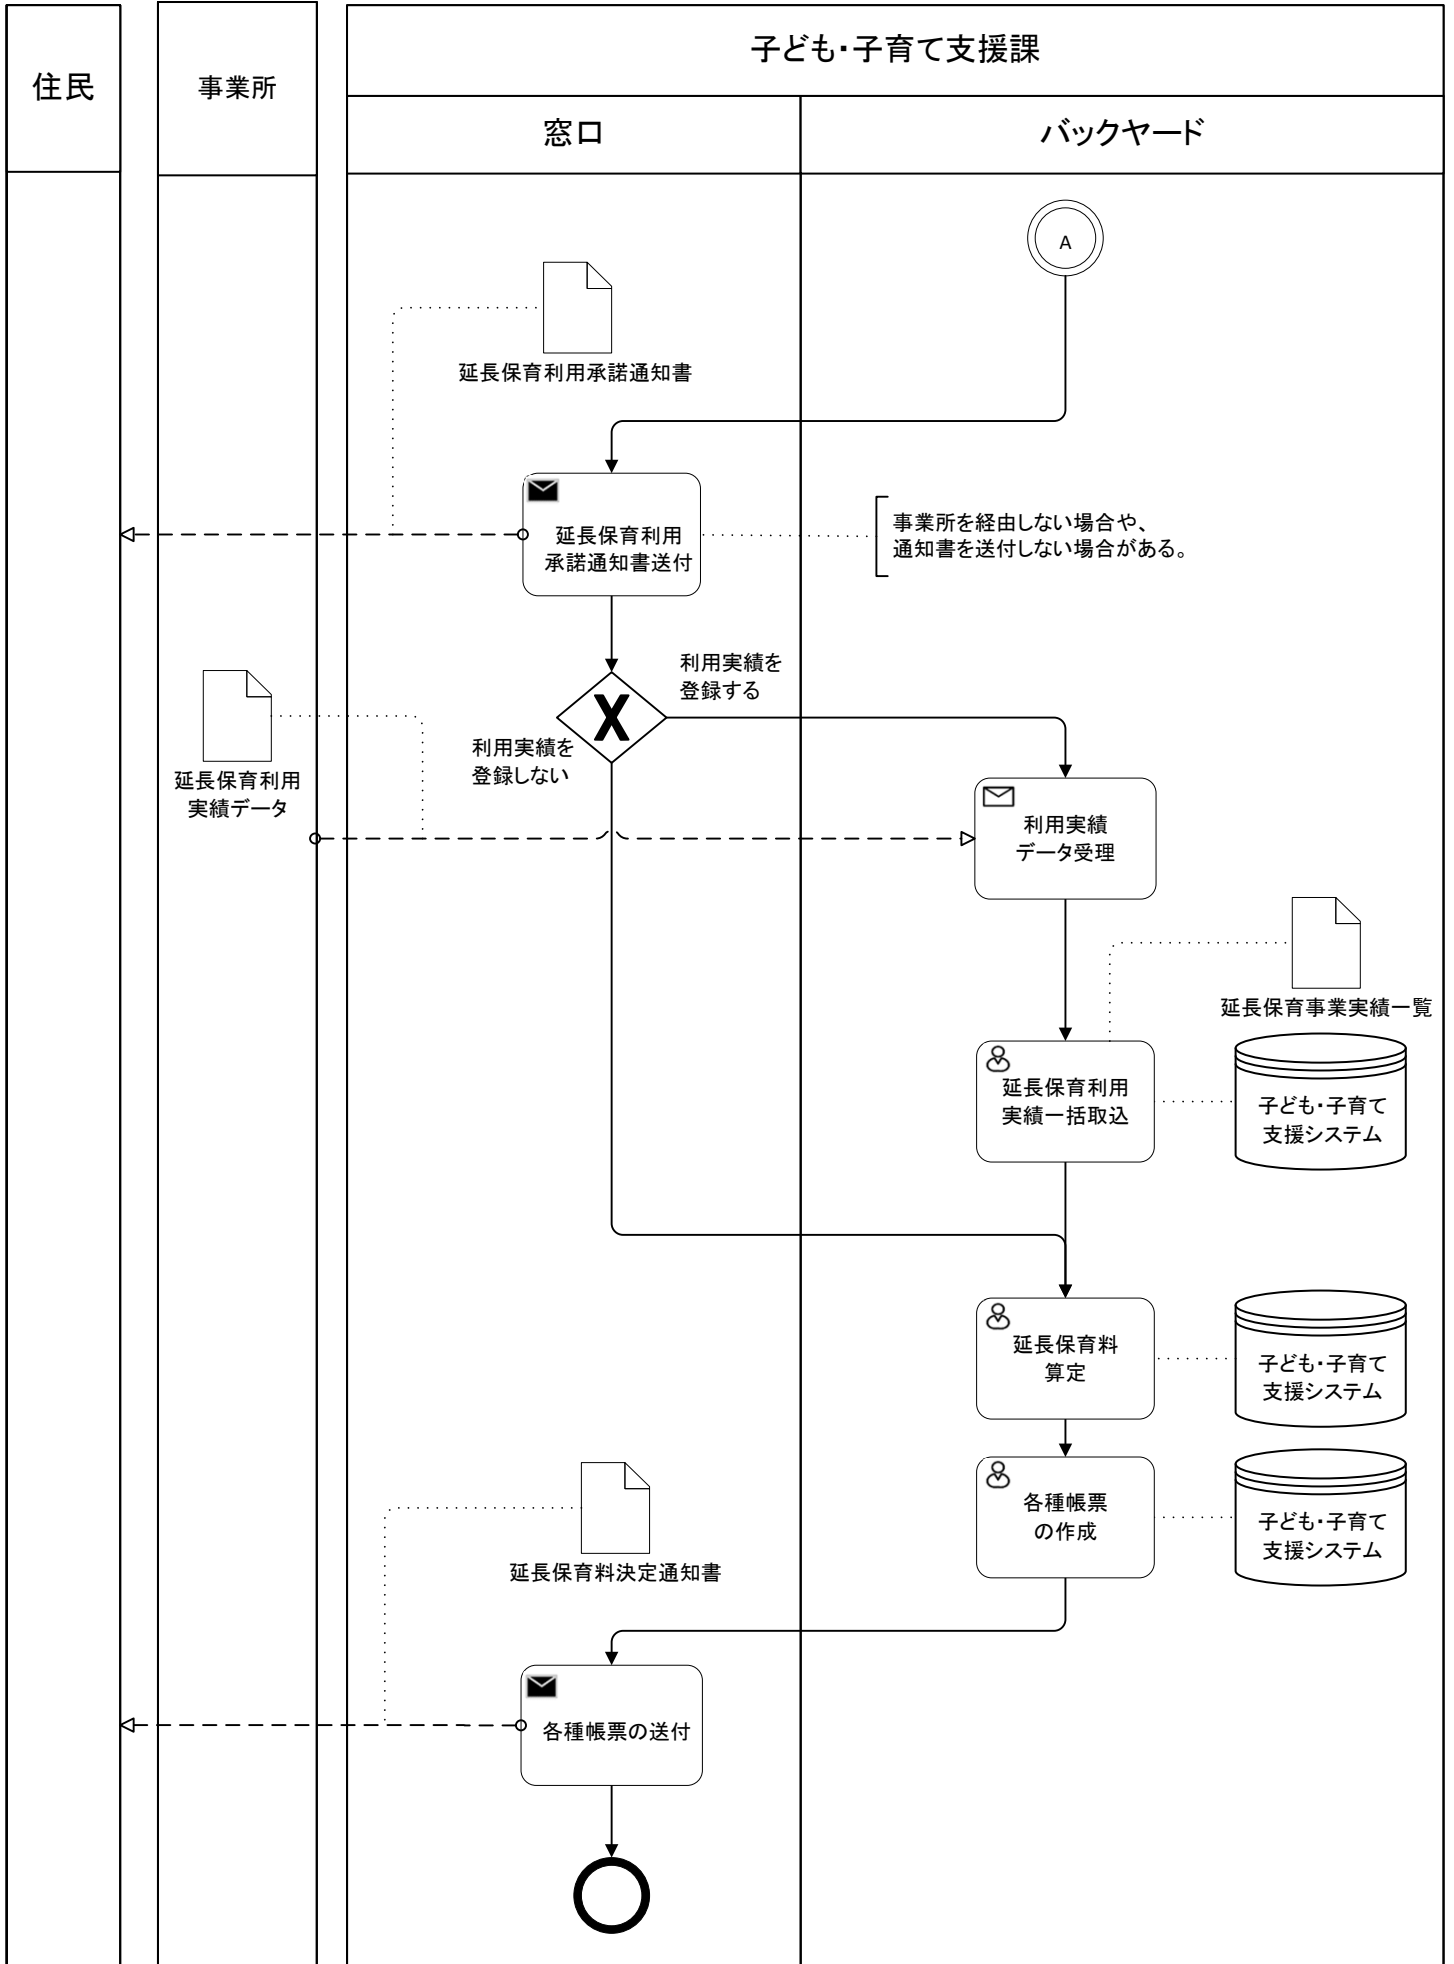 住民
事業所
子ども・子育て支援課
窓口
バックヤード
A
延長保育利用承諾通知書
延長保育利用
承諾通知書送付
事業所を経由しない場合や、
通知書を送付しない場合がある。
利用実績を
登録する
X
利用実績を
登録しない
延長保育利用
実績データ
利用実績
データ受理
延長保育事業実績一覧
延長保育利用
実績一括取込
子ども・子育て
支援システム
延長保育料
算定
子ども・子育て
支援システム
各種帳票
の作成
子ども・子育て
支援システム
延長保育料決定通知書
各種帳票の送付